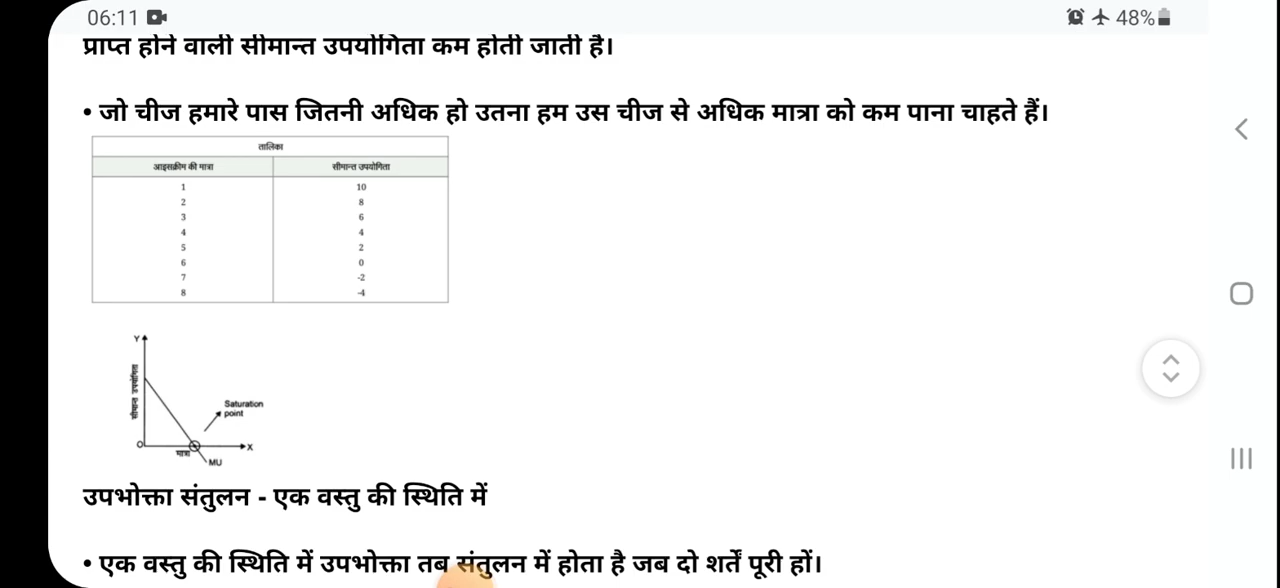 06:11
48%
प्राप्त होने वाली सीमान्त उपयोगिता कम होती जाती है।
• जो चीज हमारे पास जितनी अधिक हो उतना हम उस चीज से अधिक मात्रा को कम पाना चाहते हैं।
तालिका
आइसक्रीम की मात्रा सीमान्त उपयोगिता
1 10
2 8
3 6
4 4
5 2
6 0
7 -2
8 -4
Y
सीमान्त उपयोगिता
Saturation
point
O
X
मात्रा
MU
उपभोक्ता संतुलन - एक वस्तु की स्थिति में
• एक वस्तु की स्थिति में उपभोक्ता तब संतुलन में होता है जब दो शर्तें पूरी हों।